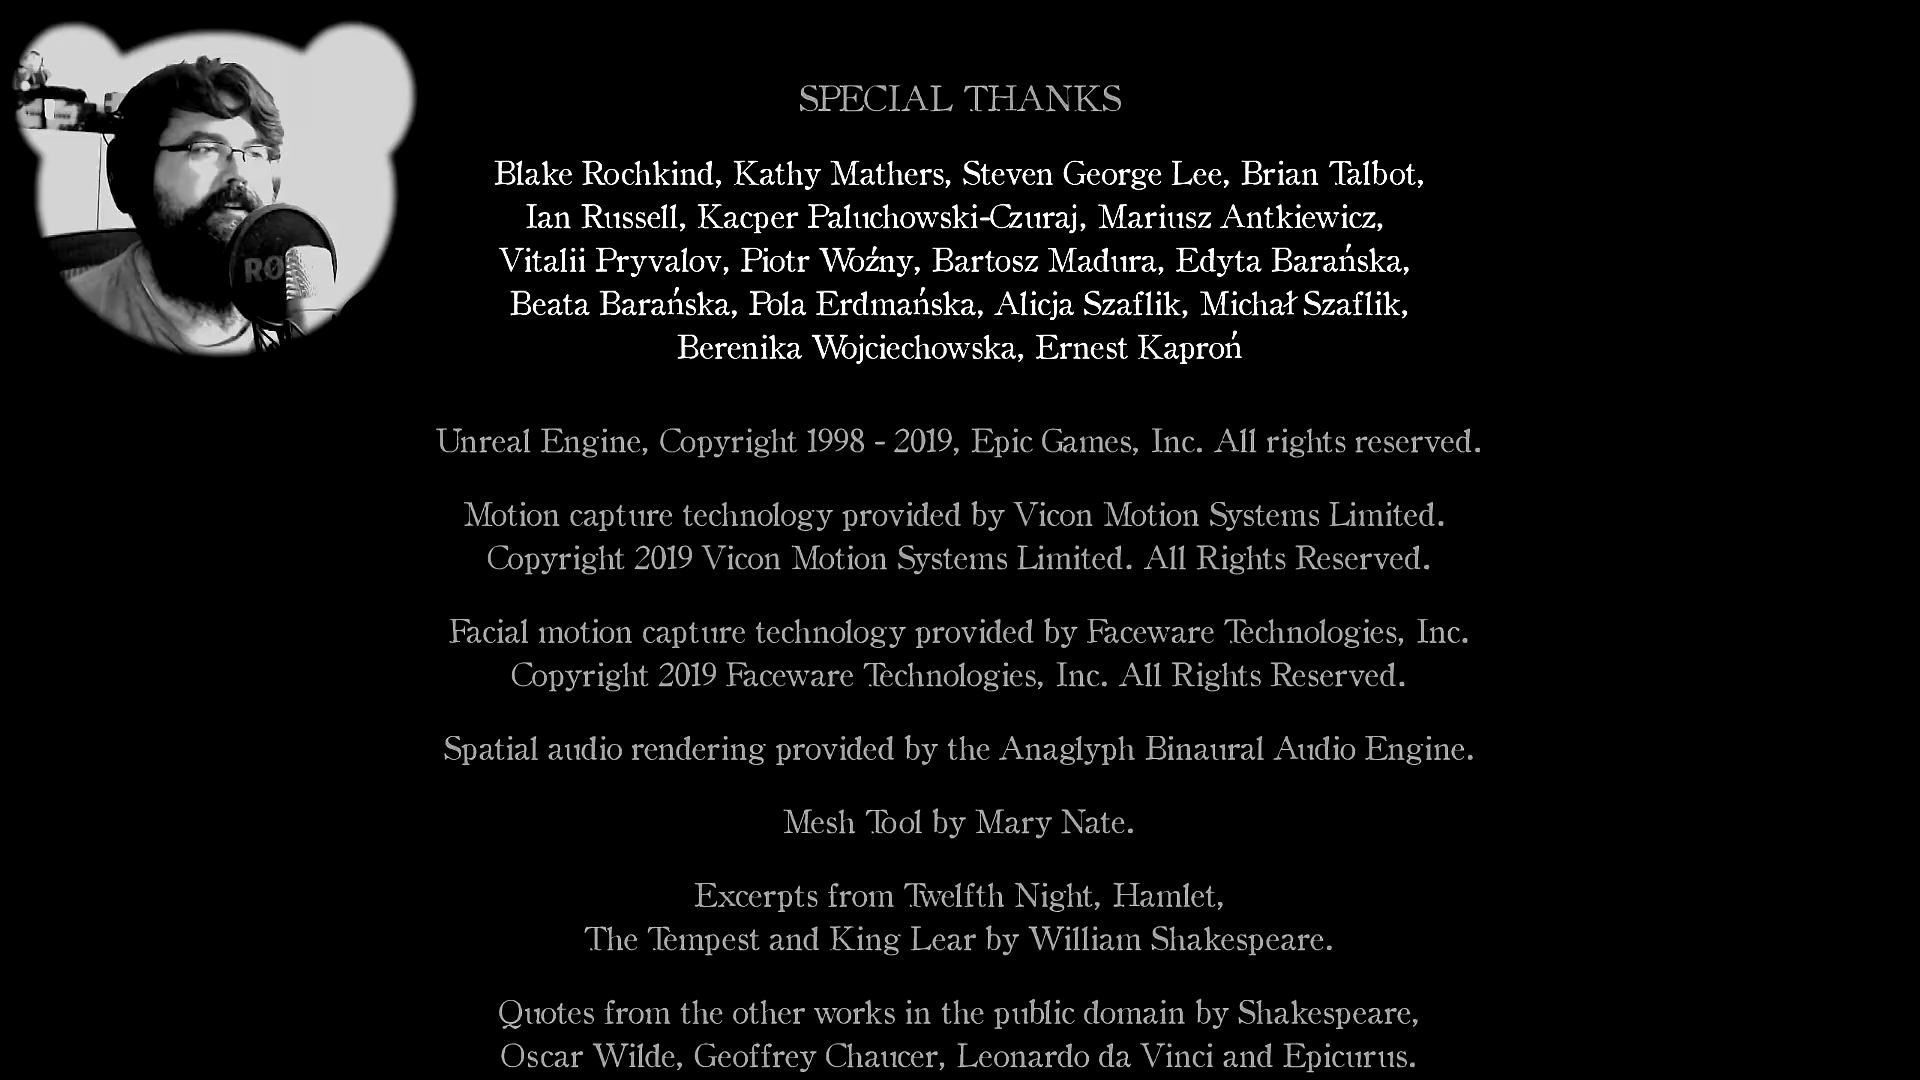 RØ
SPECIAL THANKS
Blake Rochkind, Kathy Mathers, Steven George Lee, Brian Talbot,
Ian Russell, Kacper Paluchowski-Czuraj, Mariusz Antkiewicz,
Vitalii Pryvalov, Piotr Woźny, Bartosz Madura, Edyta Barańska,
Beata Barańska, Pola Erdmańska, Alicja Szaflik, Michał Szaflik,
Berenika Wojciechowska, Ernest Kaproń
Unreal Engine, Copyright 1998 - 2019, Epic Games, Inc. All rights reserved.
Motion capture technology provided by Vicon Motion Systems Limited.
Copyright 2019 Vicon Motion Systems Limited. All Rights Reserved.
Facial motion capture technology provided by Faceware Technologies, Inc.
Copyright 2019 Faceware Technologies, Inc. All Rights Reserved.
Spatial audio rendering provided by the Anaglyph Binaural Audio Engine.
Mesh Tool by Mary Nate.
Excerpts from Twelfth Night, Hamlet,
The Tempest and King Lear by William Shakespeare.
Quotes from the other works in the public domain by Shakespeare,
Oscar Wilde, Geoffrey Chaucer, Leonardo da Vinci and Epicurus.